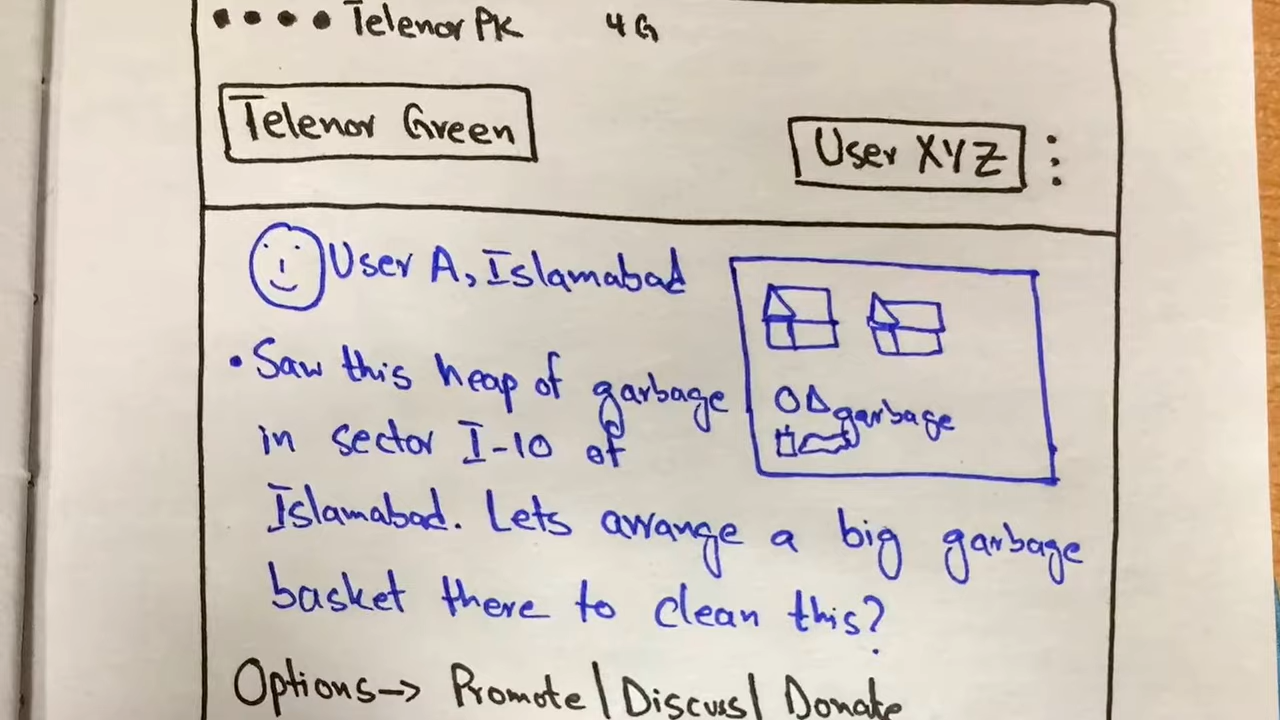 Telenor PK 4G
Telenor Green
User XYZ
User A, Islamabad
• Saw this heap of garbage
in sector I-10 of
Islamabad. Lets arrange a big garbage
basket there to clean this?
garbage
Options→ Promote/Discuss/Donate